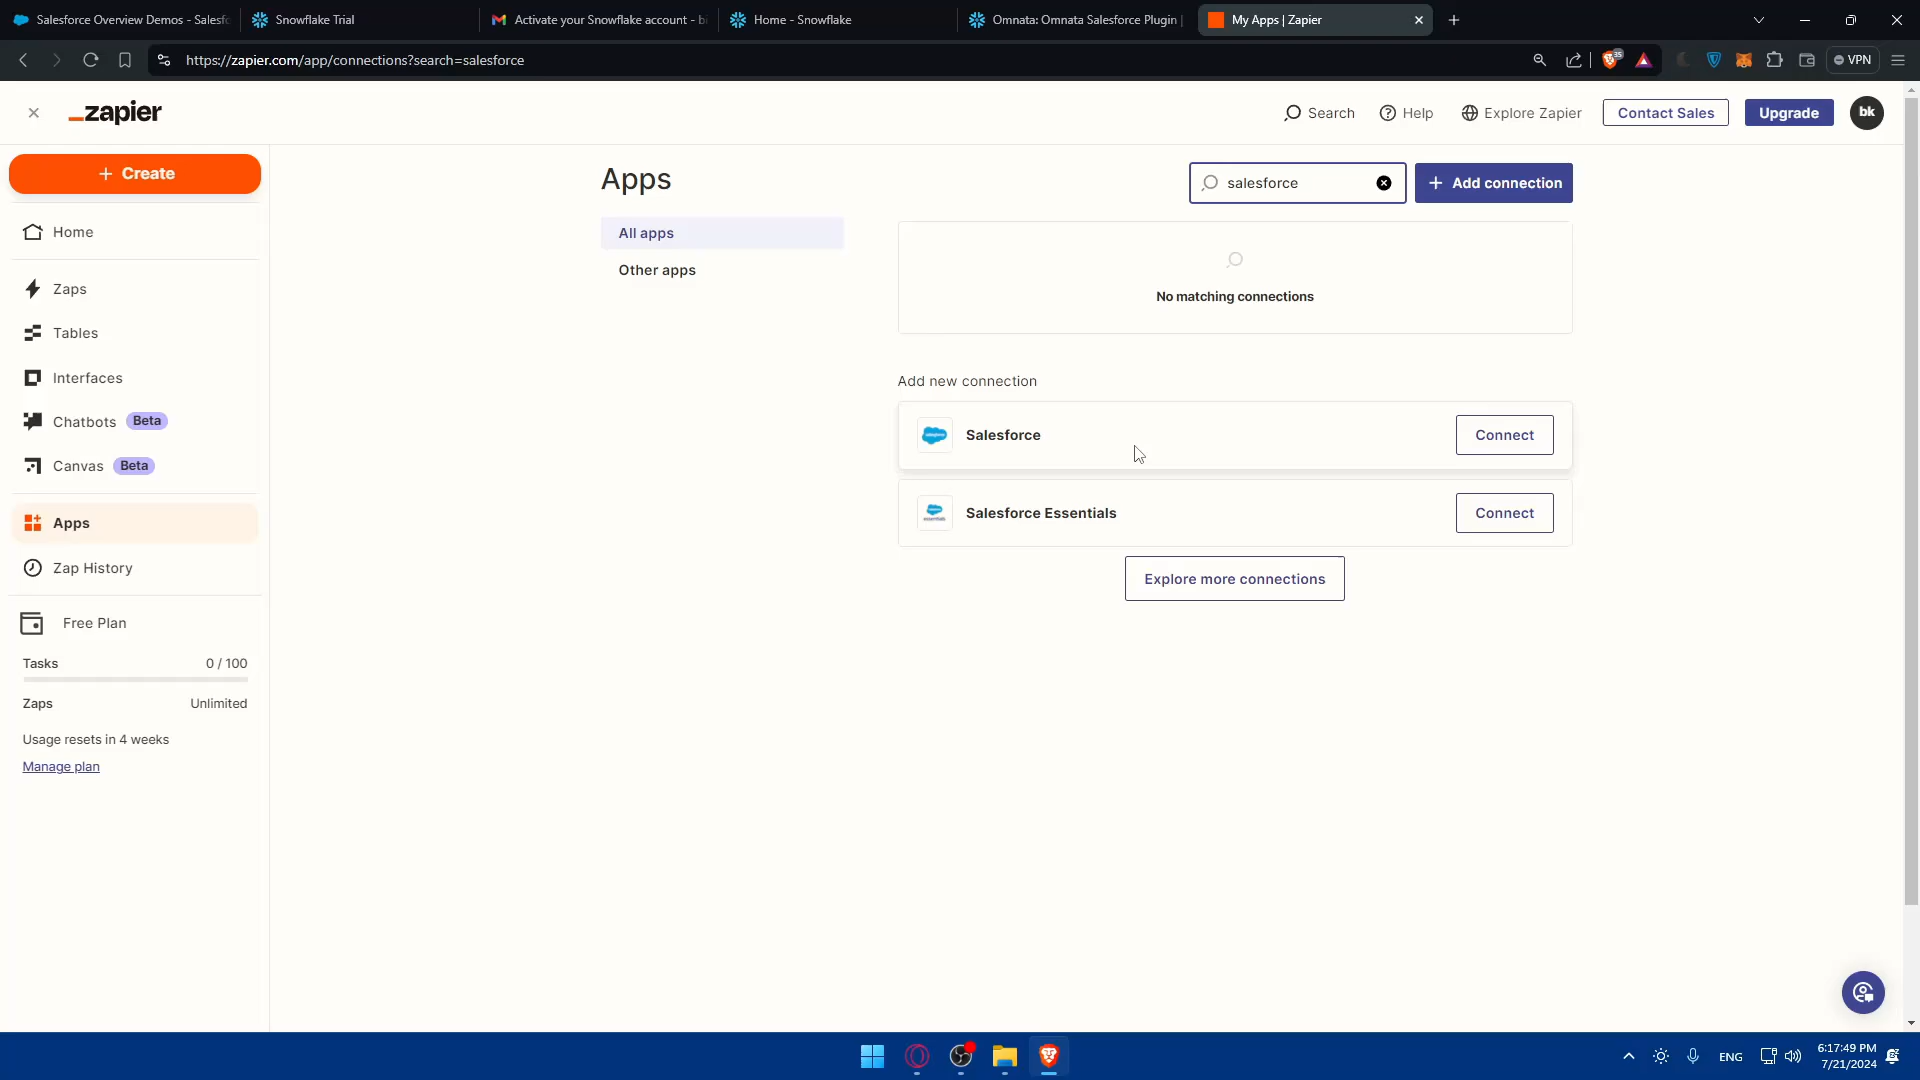 Salesforce Overview Demos - Salesfo
Snowflake Trial
Activate your Snowflake account - bi
Home - Snowflake
Omnata: Omnata Salesforce Plugin |
My Apps | Zapier
https://zapier.com/app/connections?search=salesforce
35
VPN
zapier
Search
Help
Explore Zapier
Contact Sales
Upgrade
bk
Create
Home
Zaps
Tables
Interfaces
Chatbots Beta
Canvas Beta
Apps
Zap History
Free Plan
Tasks 0 / 100
Zaps Unlimited
Usage resets in 4 weeks
Manage plan
Apps
salesforce
Add connection
All apps
Other apps
No matching connections
Add new connection
Salesforce
Connect
Salesforce Essentials
Connect
Explore more connections
ENG
6:17:49 PM
7/21/2024